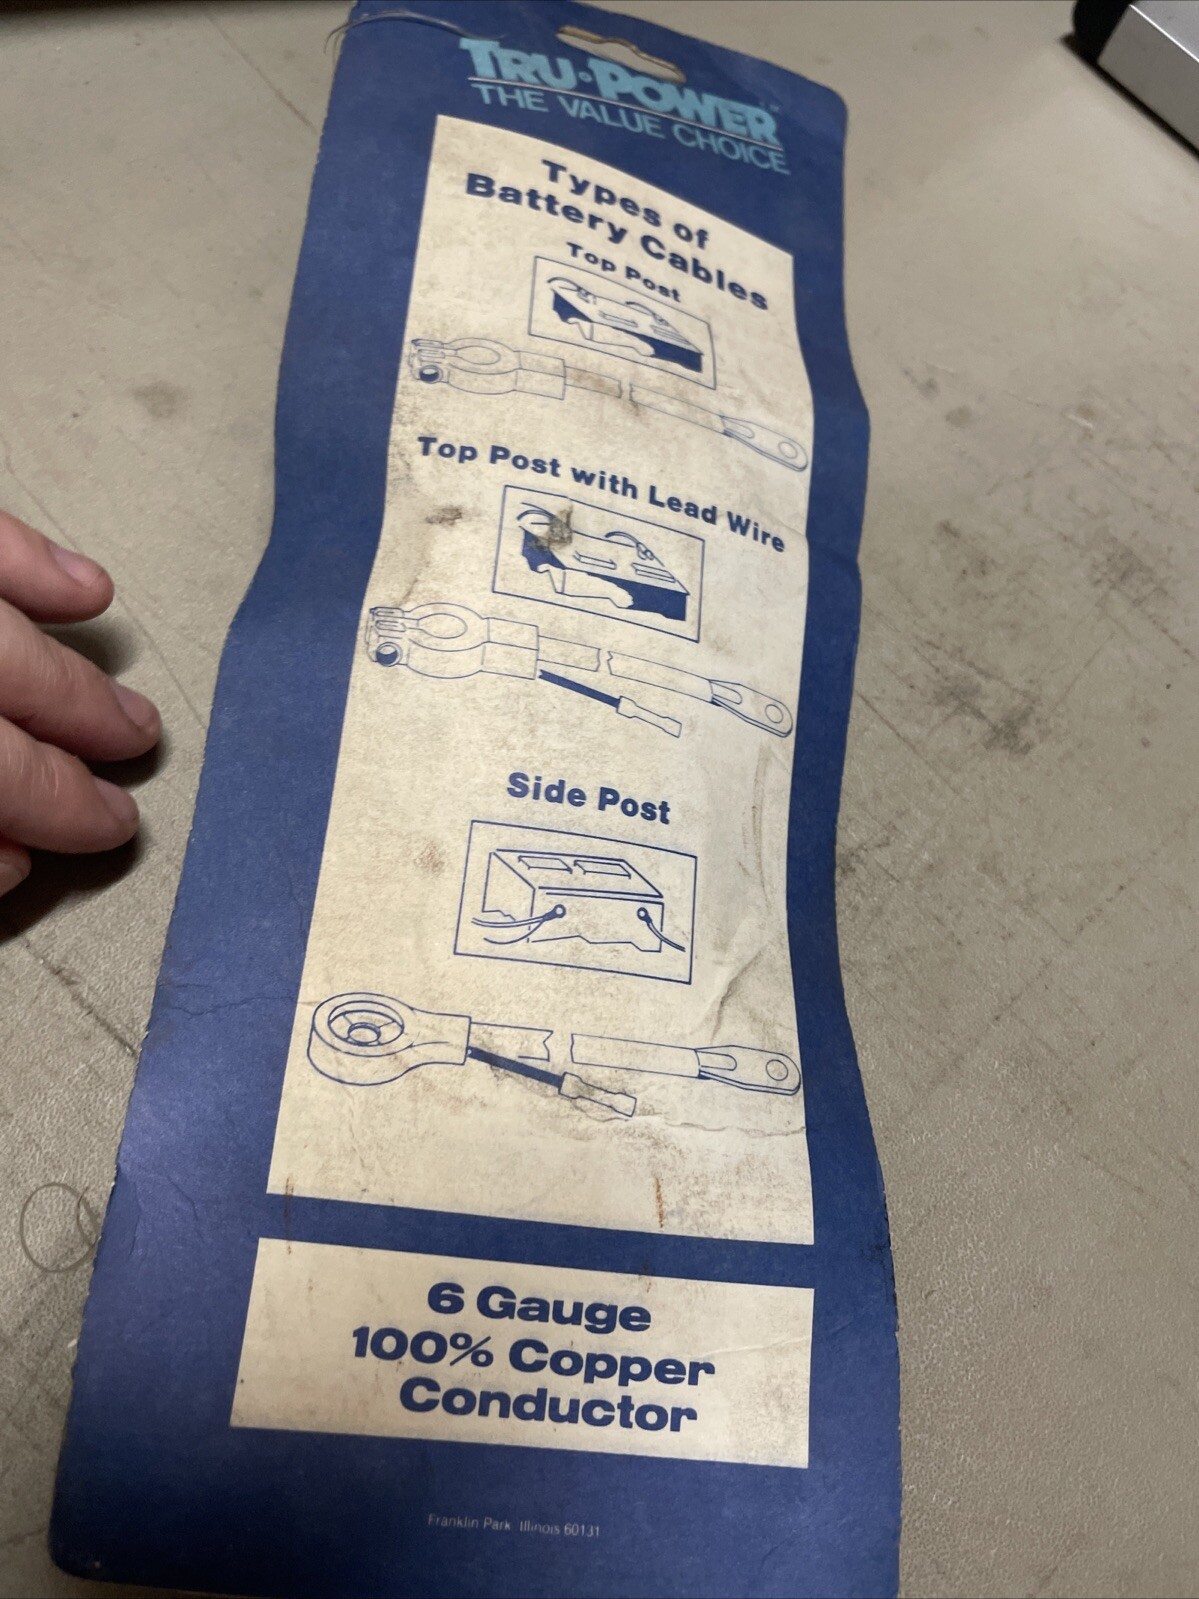 TRU·POWER™
THE VALUE CHOICE
Types of
Battery Cables
Top Post
Top Post with Lead Wire
Side Post
6 Gauge
100% Copper
Conductor
Franklin Park Illinois 60131